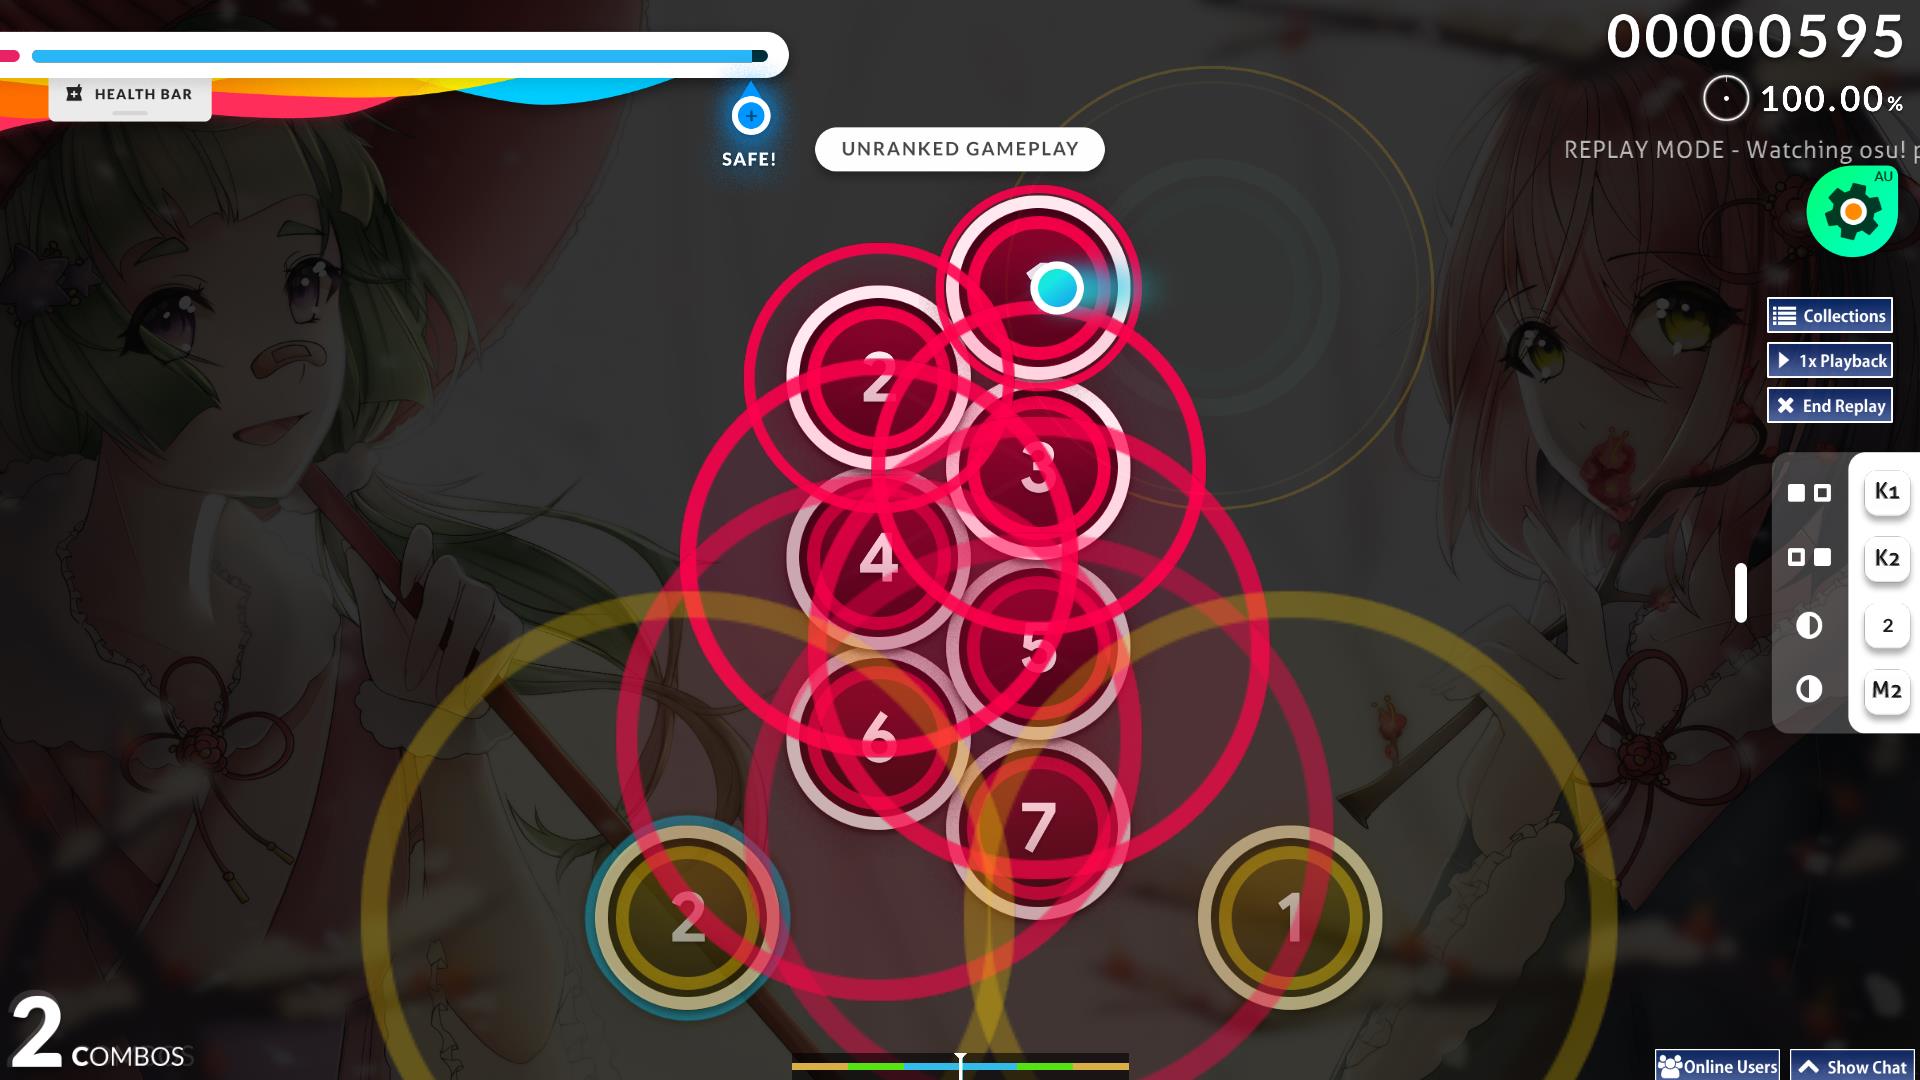 00000595
HEALTH BAR
100.00%
SAFE!
UNRANKED GAMEPLAY
REPLAY MODE - Watching osu! p
AU
1
2
3
4
5
6
7
2
1
Collections
1x Playback
End Replay
K1
K2
2
M2
2 COMBOS
Online Users
Show Chat